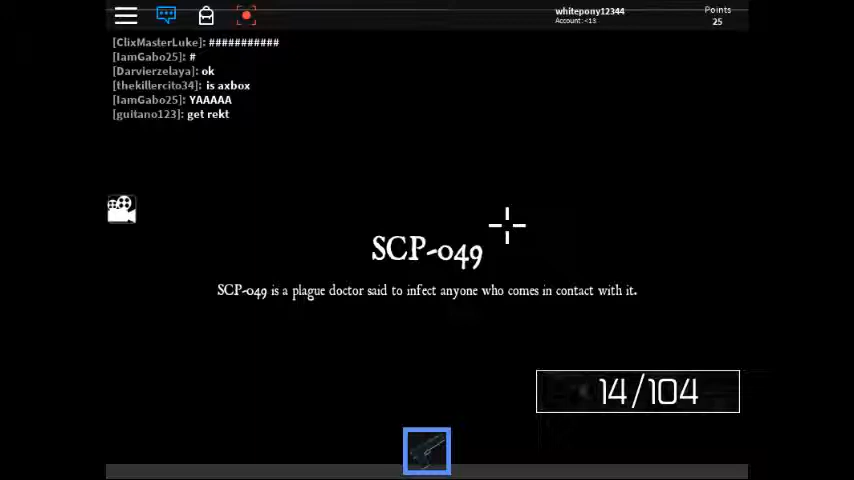 whitepony12344
Account: <13
Points
25
[ClixMasterLuke]: ###########
[IamGabo25]: #
[Darvierzelaya]: ok
[thekillercito34]: is axbox
[IamGabo25]: YAAAAA
[guitano123]: get rekt
SCP-049
SCP-049 is a plague doctor said to infect anyone who comes in contact with it.
14/104